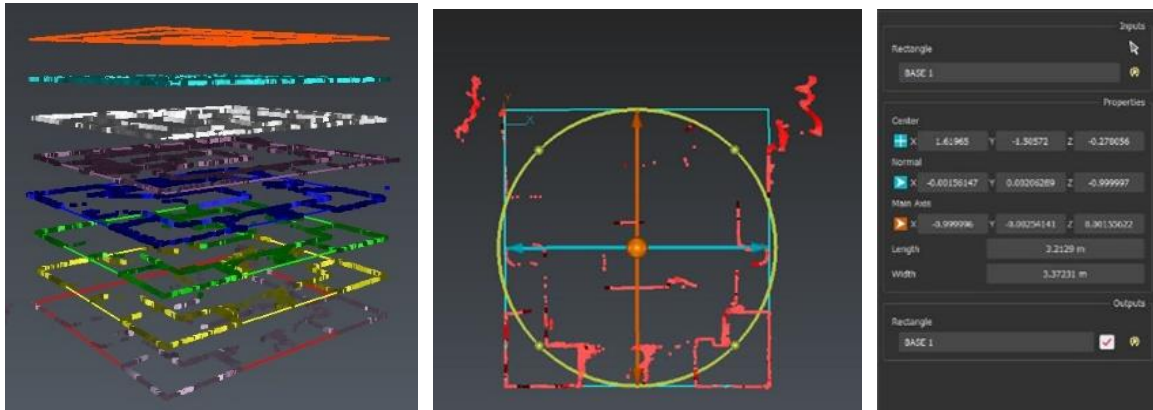 Y
X
Inputs
Rectangle
BASE 1
Properties
Center
X 1.61965 Y -1.50572 Z -0.270056
Normal
X -0.00156147 Y 0.00206289 Z -0.999997
Main Axis
X -0.999996 Y -0.00254141 Z 0.00155622
Length 3.2129 m
Width 3.37231 m
Outputs
Rectangle
BASE 1